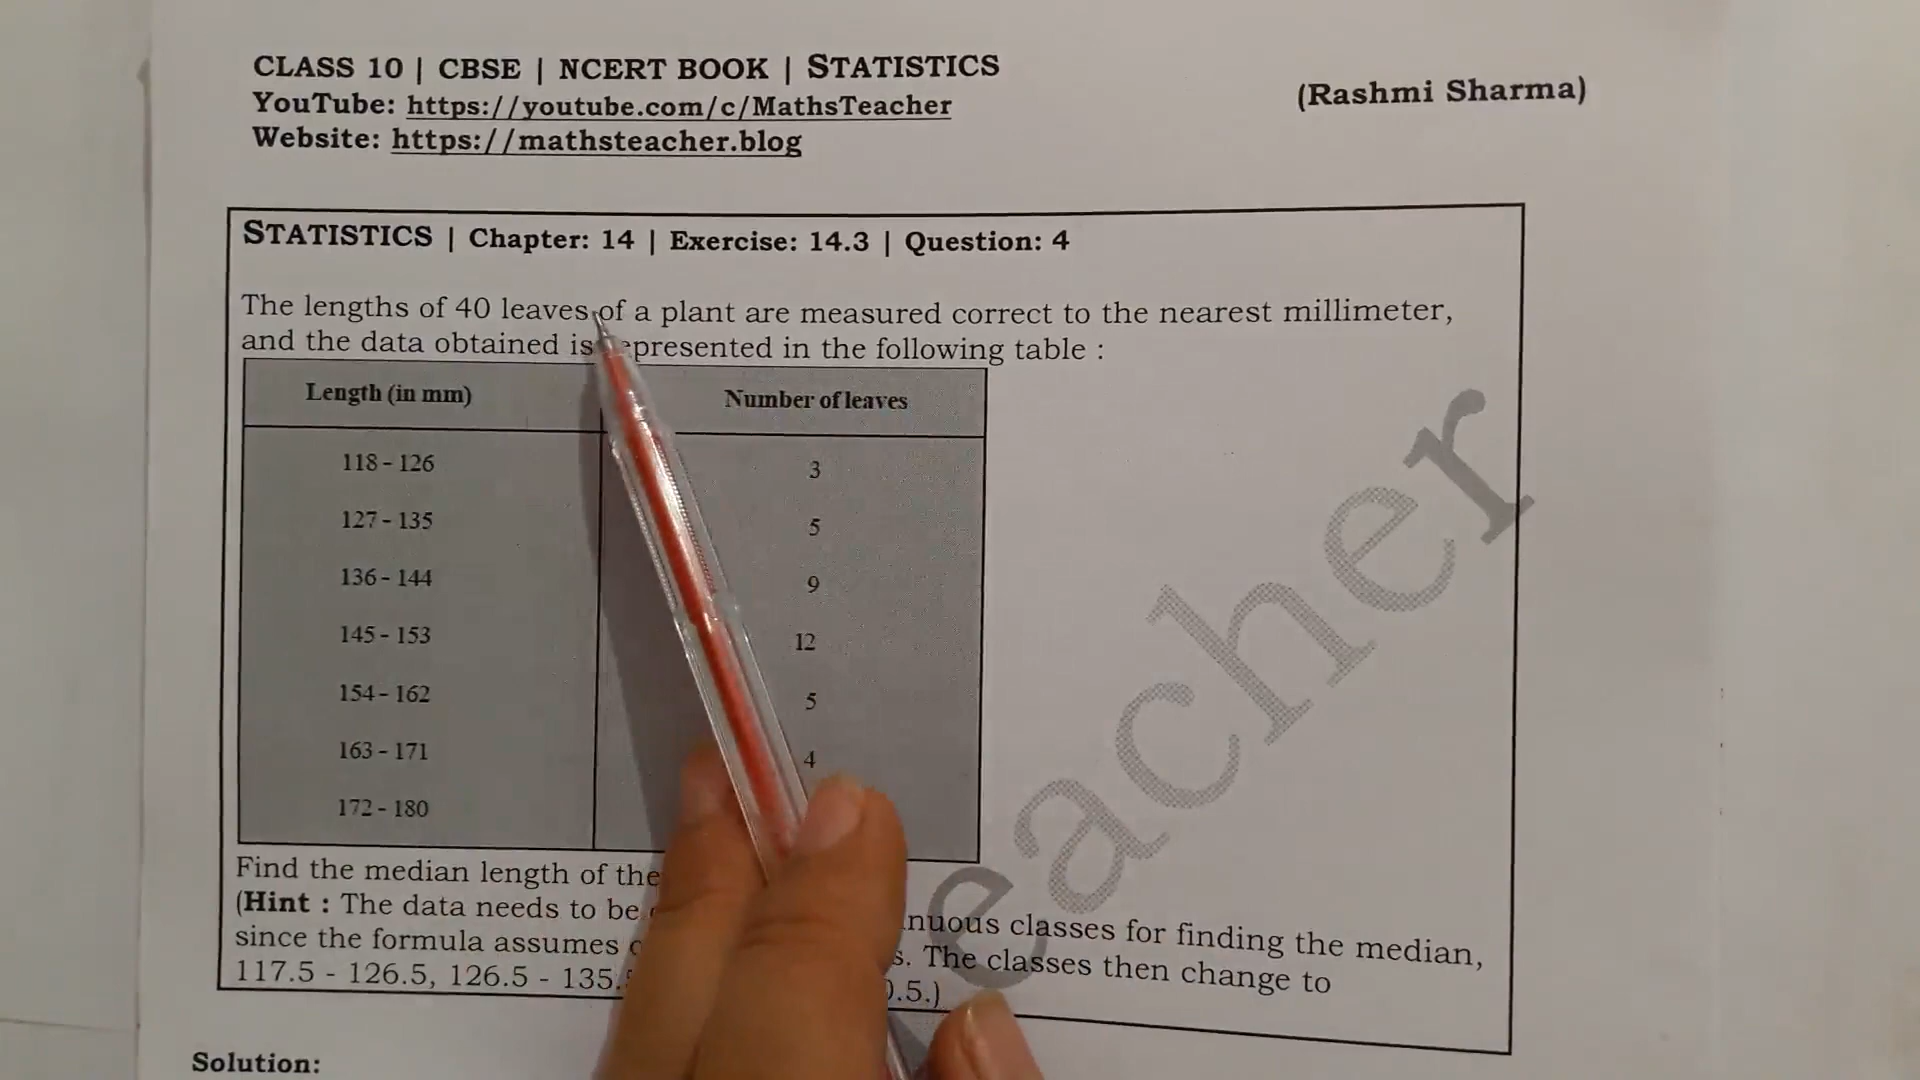 CLASS 10 | CBSE | NCERT BOOK | STATISTICS
YouTube: https://youtube.com/c/MathsTeacher
(Rashmi Sharma)
Website: https://mathsteacher.blog
STATISTICS | Chapter: 14 | Exercise: 14.3 | Question: 4
The lengths of 40 leaves of a plant are measured correct to the nearest millimeter,
and the data obtained is represented in the following table :
Length (in mm) Number of leaves
118 - 126 3
127 - 135 5
136 - 144 9
145 - 153 12
154 - 162 5
163 - 171 4
172 - 180
Find the median length of the
(Hint : The data needs to be classes for finding the median,
since the formula assumes The classes then change to
117.5 - 126.5, 126.5 -
Solution:
eacher